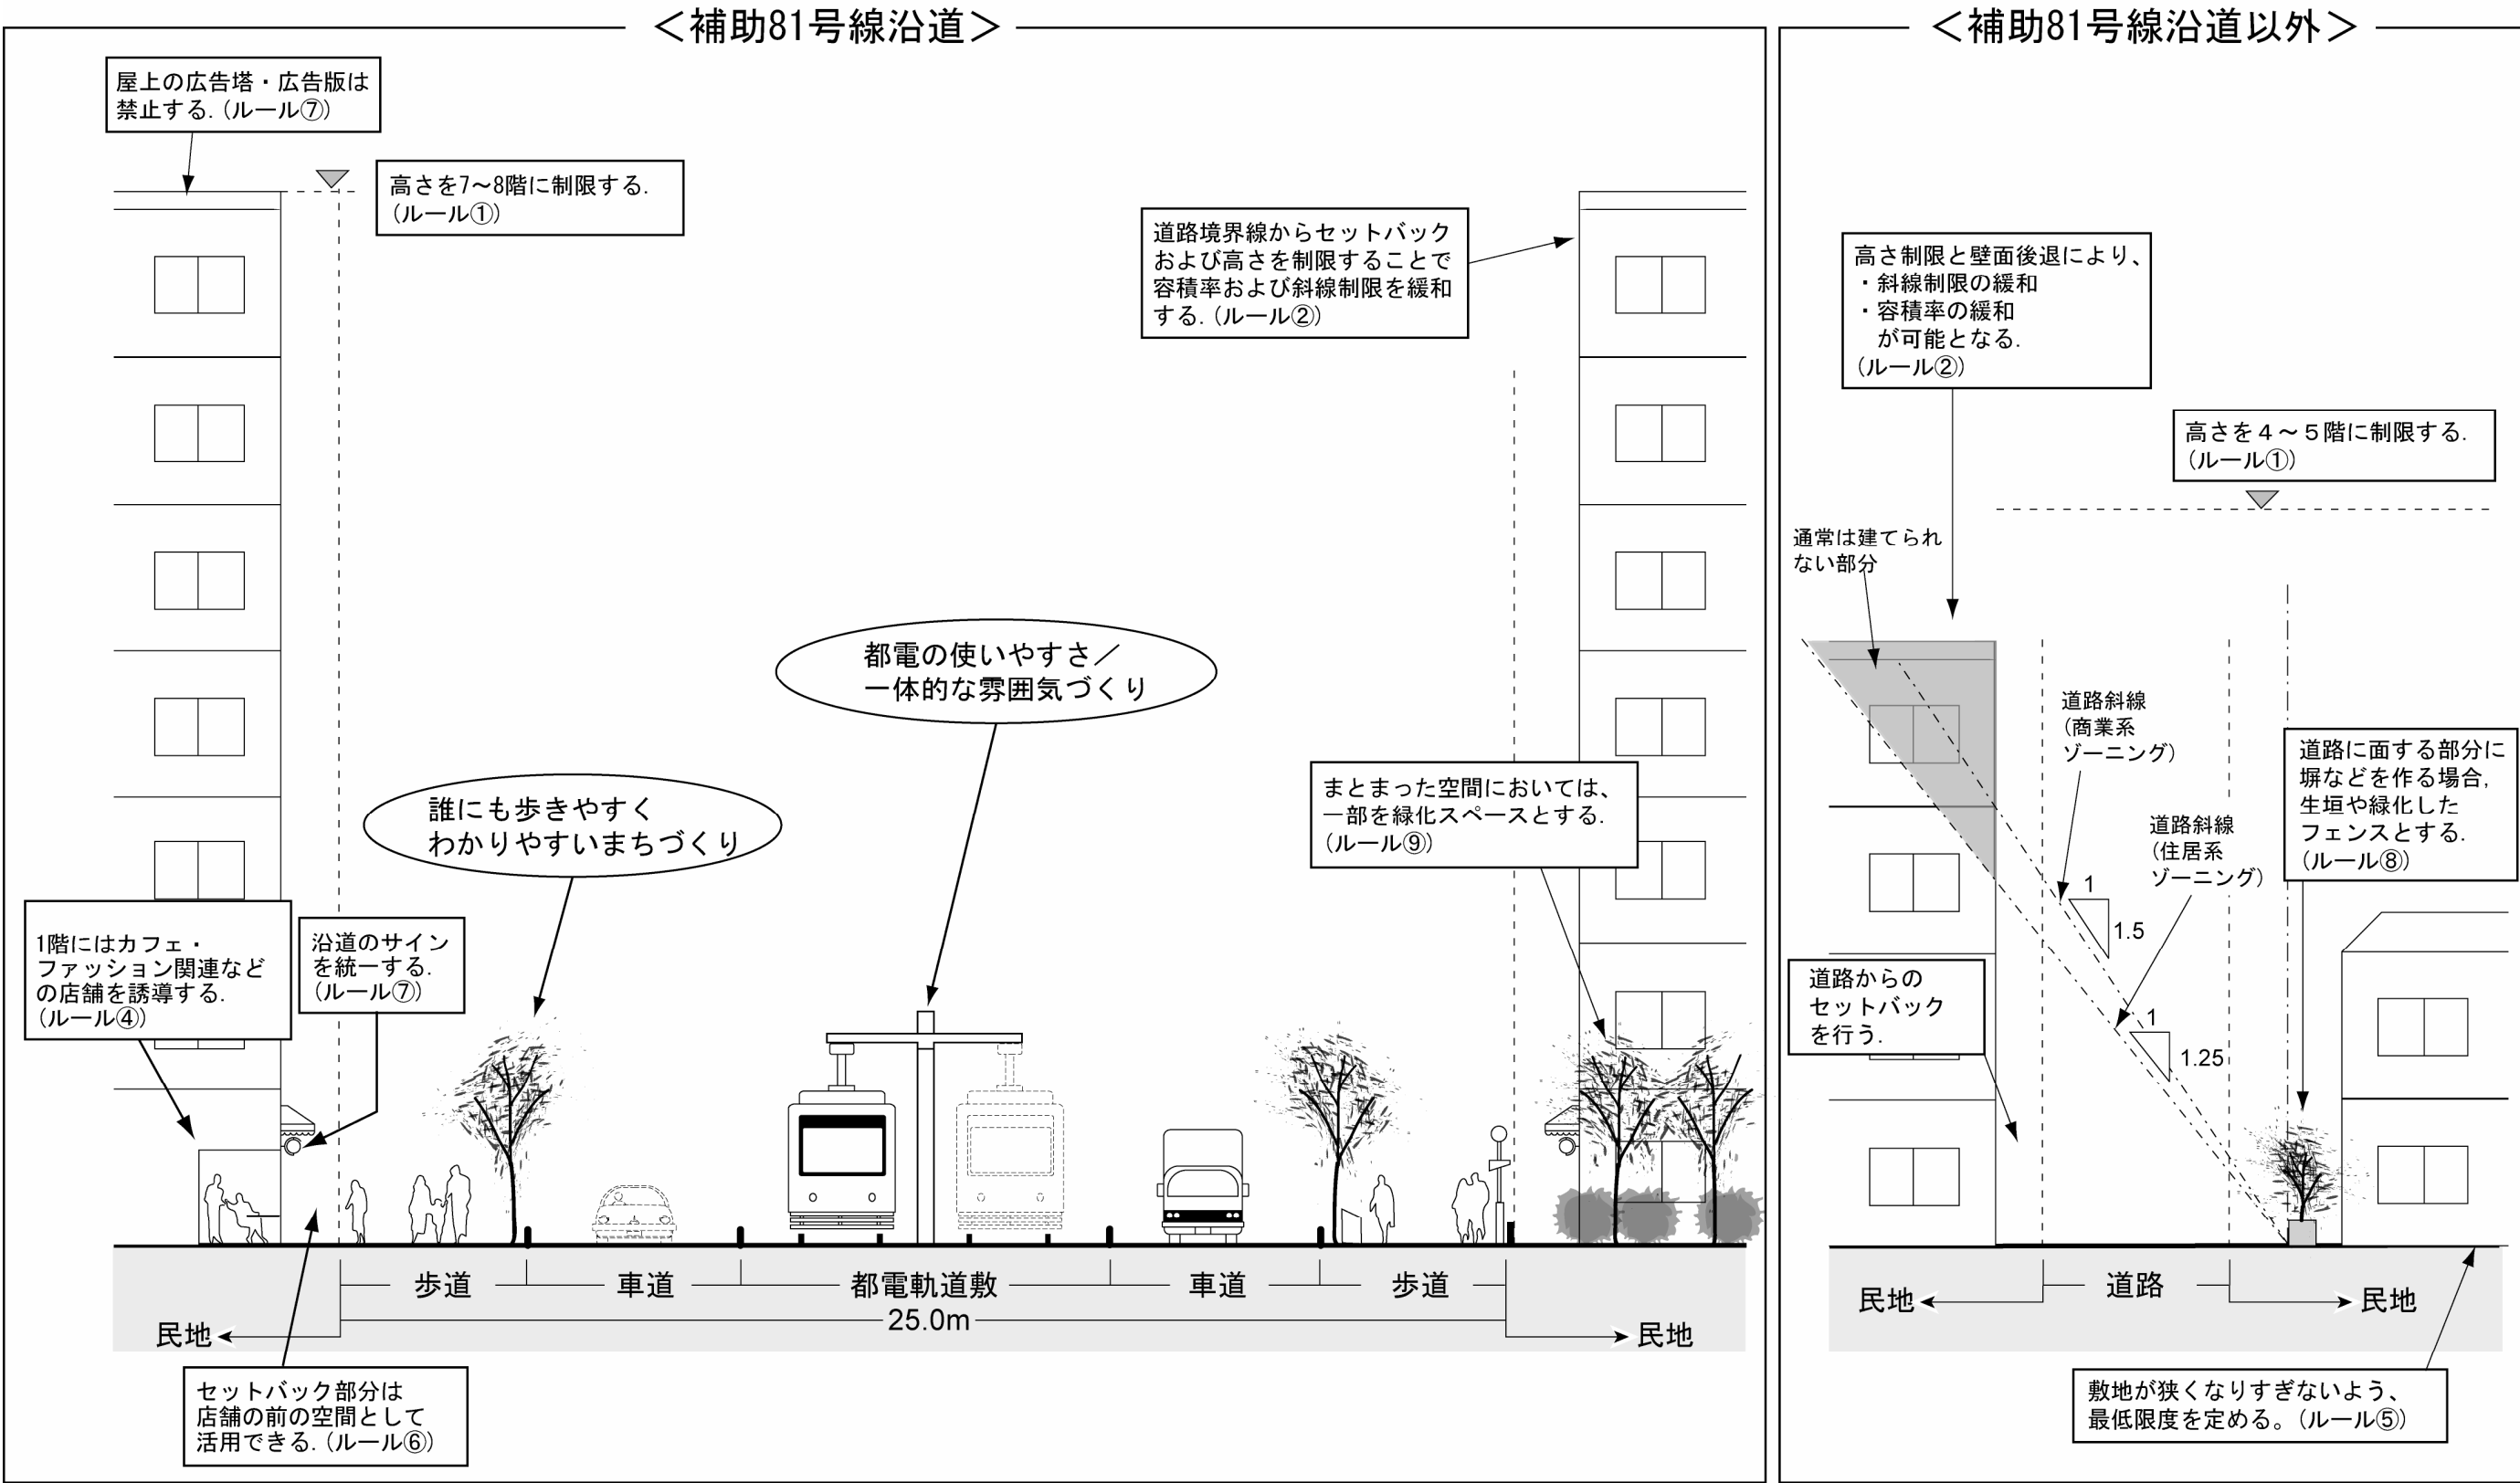 ＜補助81号線沿道＞
屋上の広告塔・広告版は
禁止する.（ルール⑦）
高さを7～8階に制限する.
（ルール①）
道路境界線からセットバック
および高さを制限することで
容積率および斜線制限を緩和
する.（ルール②）
都電の使いやすさ／
一体的な雰囲気づくり
誰にも歩きやすく
わかりやすいまちづくり
まとまった空間においては、
一部を緑化スペースとする.
（ルール⑨）
1階にはカフェ・
ファッション関連など
の店舗を誘導する.
（ルール④）
沿道のサイン
を統一する.
（ルール⑦）
歩道
車道
都電軌道敷
車道
歩道
25.0m
民地
民地
セットバック部分は
店舗の前の空間として
活用できる.（ルール⑥）
＜補助81号線沿道以外＞
高さ制限と壁面後退により、
・斜線制限の緩和
・容積率の緩和
が可能となる.
（ルール②）
高さを４～５階に制限する.
（ルール①）
通常は建てられ
ない部分
道路斜線
（商業系
ゾーニング）
道路に面する部分に
塀などを作る場合,
生垣や緑化した
フェンスとする.
（ルール⑧）
道路斜線
（住居系
ゾーニング）
1
1.5
道路からの
セットバック
を行う.
1
1.25
民地
道路
民地
敷地が狭くなりすぎないよう、
最低限度を定める。（ルール⑤）